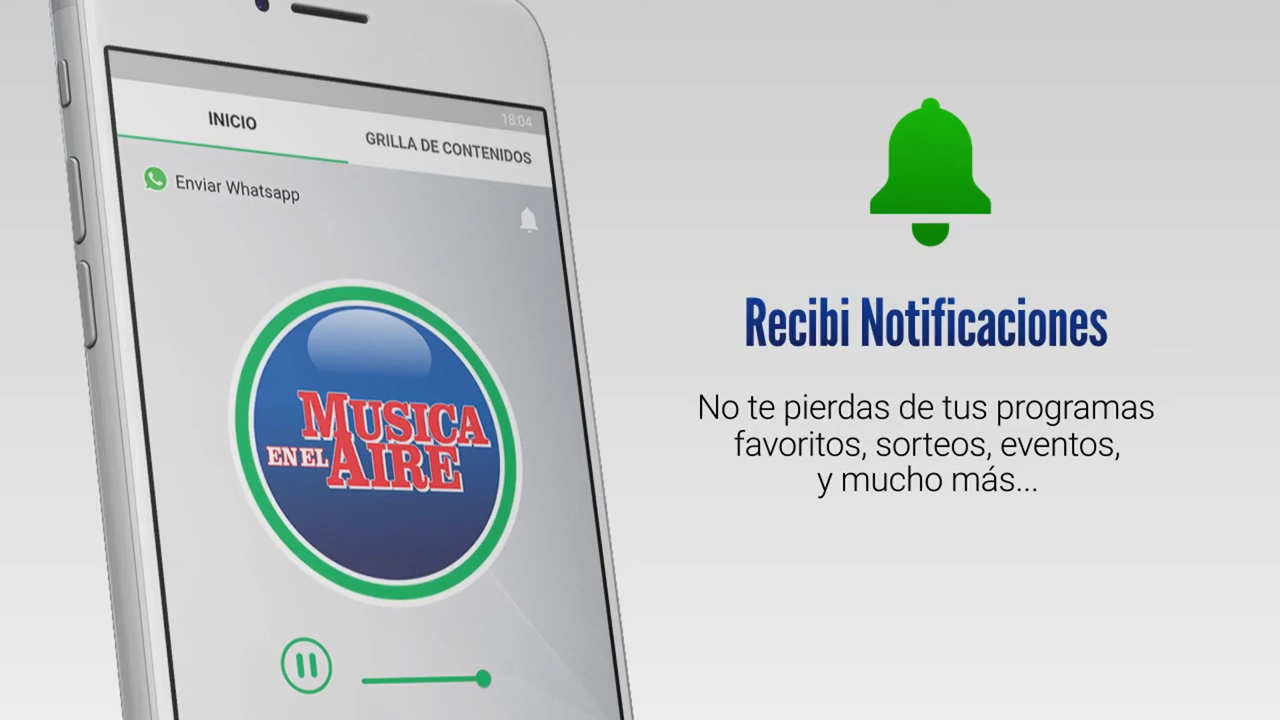 18:04
INICIO
GRILLA DE CONTENIDOS
Enviar Whatsapp
MUSICA
EN EL AIRE
Recibi Notificaciones
No te pierdas de tus programas
favoritos, sorteos, eventos,
y mucho más...